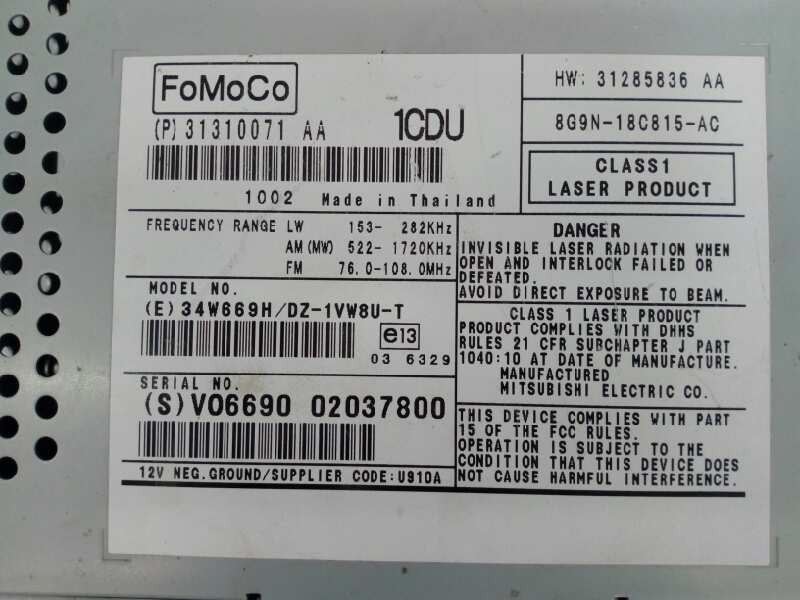 FoMoCo
(P) 31310071 AA 1CDU
1002 Made in Thailand
HW: 31285836 AA
8G9N-18C815-AC
CLASS1
LASER PRODUCT
FREQUENCY RANGE LW 153- 282KHz
AM (MW) 522- 1720KHz
FM 76.0-108.0MHz
MODEL NO.
(E) 34W669H/DZ-1VW8U-T
e13
03 6329
SERIAL NO.
(S) VO6690 02037800
12V NEG.GROUND/SUPPLIER CODE:U910A
DANGER
INVISIBLE LASER RADIATION WHEN
OPEN AND INTERLOCK FAILED OR
DEFEATED.
AVOID DIRECT EXPOSURE TO BEAM.
CLASS 1 LASER PRODUCT
PRODUCT COMPLIES WITH DHHS
RULES 21 CFR SUBCHAPTER J PART
1040:10 AT DATE OF MANUFACTURE.
MANUFACTURED
MITSUBISHI ELECTRIC CO.
THIS DEVICE COMPLIES WITH PART
15 OF THE FCC RULES.
OPERATION IS SUBJECT TO THE
CONDITION THAT THIS DEVICE DOES
NOT CAUSE HARMFUL INTERFERENCE.